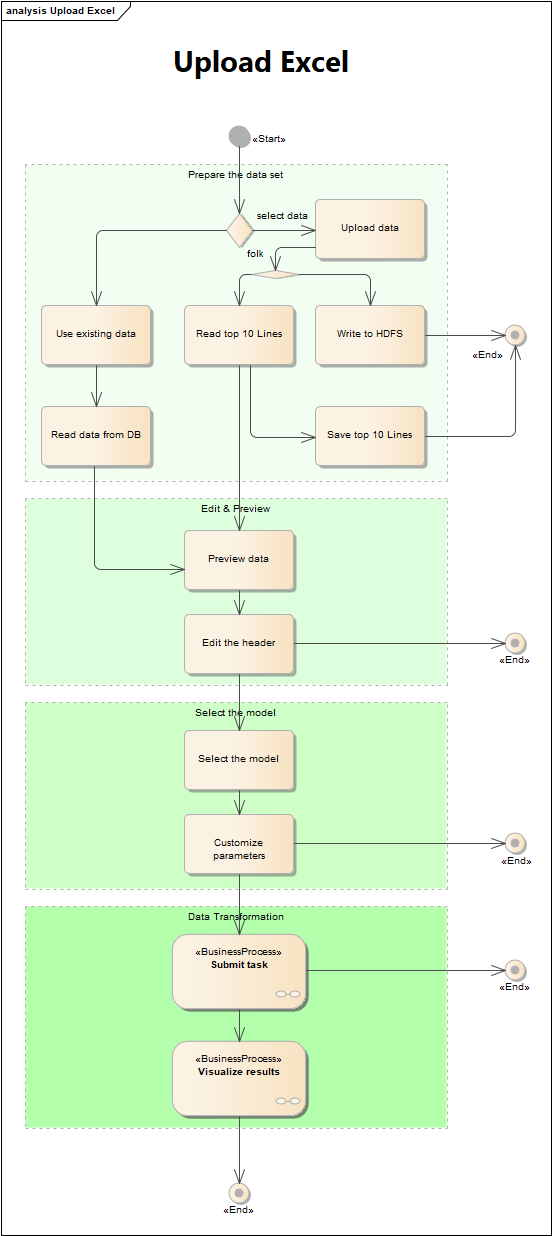 analysis Upload Excel
Upload Excel
«Start»
Prepare the data set
select data
Upload data
folk
Use existing data
Read top 10 Lines
Write to HDFS
«End»
Read data from DB
Save top 10 Lines
Edit & Preview
Preview data
Edit the header
«End»
Select the model
Select the model
Customize
parameters
«End»
Data Transformation
«BusinessProcess»
Submit task
«End»
«BusinessProcess»
Visualize results
«End»